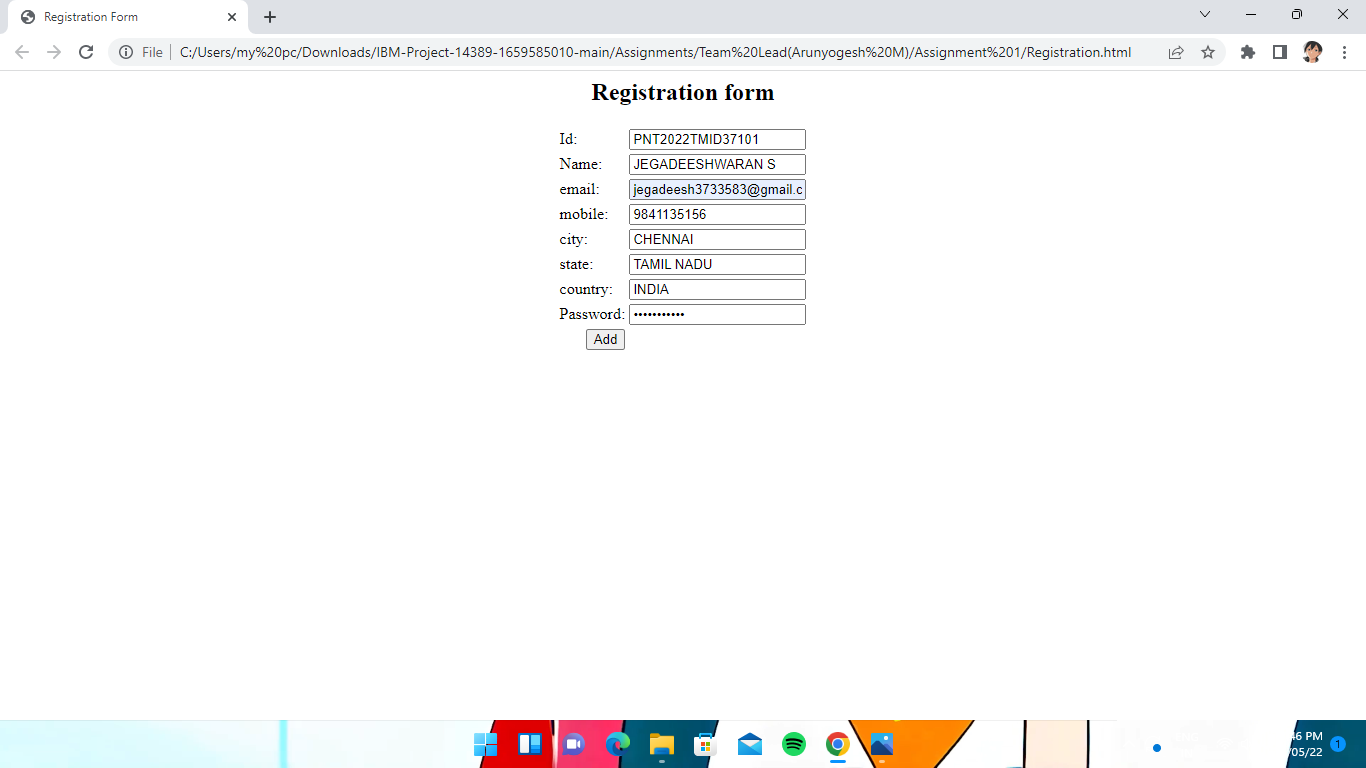 Registration Form
File
C:/Users/my%20pc/Downloads/IBM-Project-14389-1659585010-main/Assignments/Team%20Lead(Arunyogesh%20M)/Assignment%201/Registration.html
Registration form
Id: PNT2022TMID37101
Name: JEGADEESHWARAN S
email: jegadeesh3733583@gmail.c
mobile: 9841135156
city: CHENNAI
state: TAMIL NADU
country: INDIA
Password: •••••••••••
Add
46 PM
/05/22
1